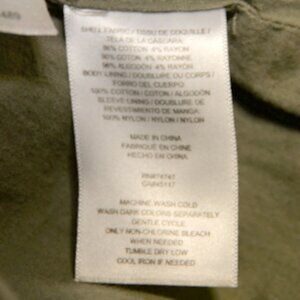 489
SHELL FABRIC / TISSU DE COQUILLE /
TELA DE LA CÁSCARA:
96% COTTON 4% RAYON
96% COTON 4% RAYONNE
96% ALGODÓN 4% RAYON
BODY LINING / DOUBLURE DU CORPS /
FORRO DEL CUERPO
100% COTTON / COTON / ALGODÓN
SLEEVE LINING / DOUBLURE DE
REVESTIMIENTO DE MANGA:
100% NYLON / NYLON / NYLON
MADE IN CHINA
FABRIQUÉ EN CHINE
HECHO EN CHINA
MACHINE WASH COLD
WASH DARK COLORS SEPARATELY
GENTLE CYCLE
ONLY NON-CHLORINE BLEACH
WHEN NEEDED
TUMBLE DRY LOW
COOL IRON IF NEEDED